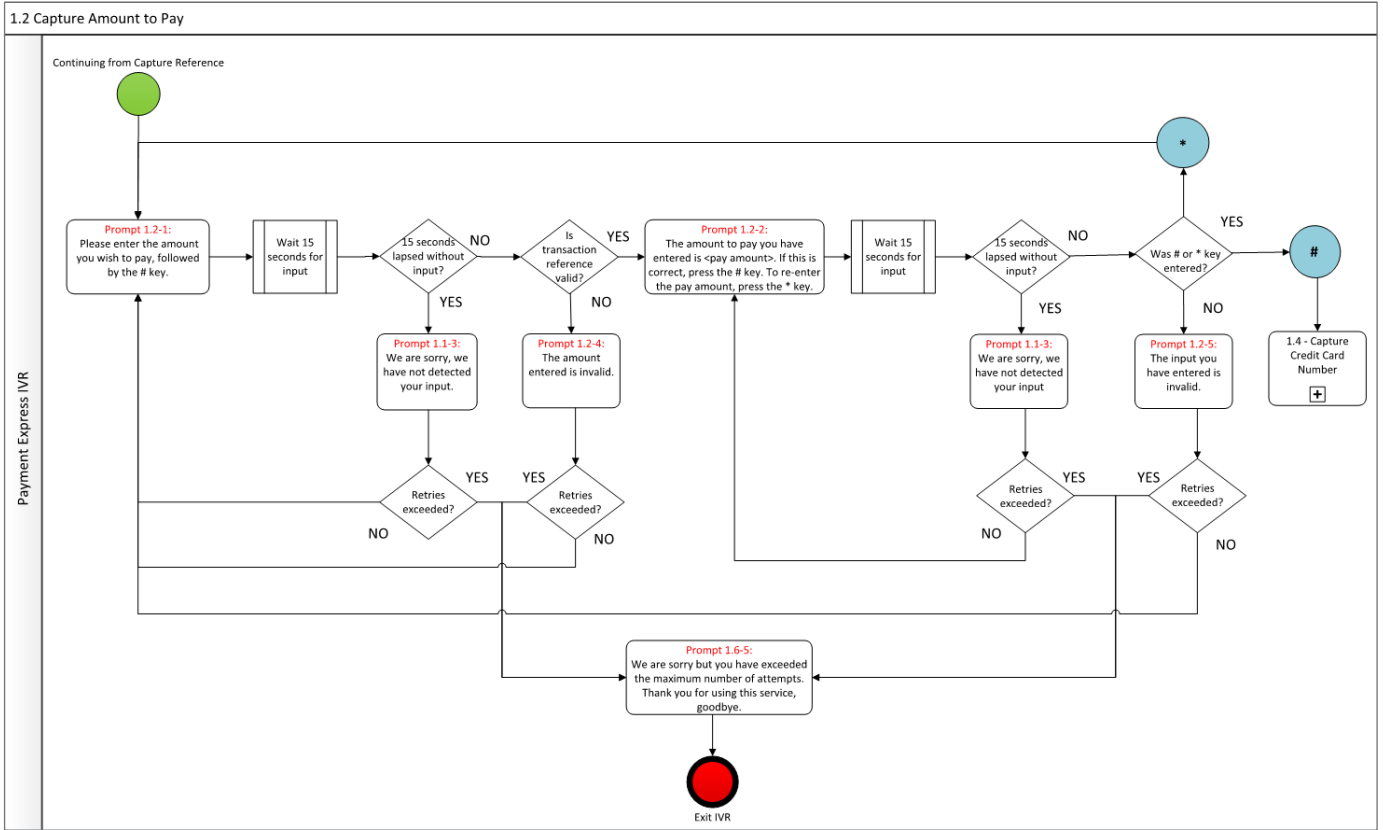 1.2 Capture Amount to Pay
Payment Express IVR
Continuing from Capture Reference
*
Prompt 1.2-1:
Please enter the amount
you wish to pay, followed
by the # key.
Wait 15
seconds for
input
15 seconds
lapsed without
input?
NO
YES
Is
transaction
reference
valid?
YES
NO
Prompt 1.2-2:
The amount to pay you have
entered is <pay amount>. If this is
correct, press the # key. To re-enter
the pay amount, press the * key.
Wait 15
seconds for
input
15 seconds
lapsed without
input?
NO
YES
Was # or * key
entered?
YES
NO
#
Prompt 1.1-3:
We are sorry, we
have not detected
your input.
Prompt 1.2-4:
The amount
entered is invalid.
Prompt 1.1-3:
We are sorry, we
have not detected
your input
Prompt 1.2-5:
The input you
have entered is
invalid.
1.4 - Capture
Credit Card
Number
+
Retries
exceeded?
YES
NO
YES
Retries
exceeded?
NO
Retries
exceeded?
YES
NO
YES
Retries
exceeded?
NO
Prompt 1.6-5:
We are sorry but you have exceeded
the maximum number of attempts.
Thank you for using this service,
goodbye.
Exit IVR